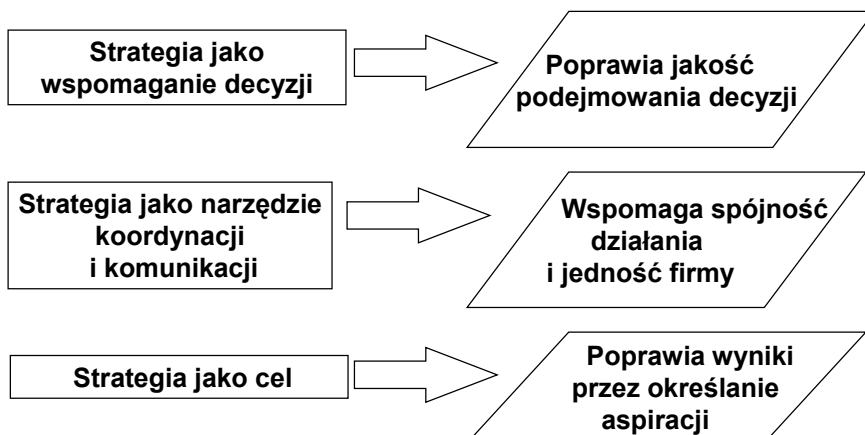 Strategia jako
wspomaganie decyzji
Poprawia jakość
podejmowania decyzji
Strategia jako narzędzie
koordynacji
i komunikacji
Wspomaga spójność
działania
i jedność firmy
Strategia jako cel
Poprawia wyniki
przez określanie
aspiracji